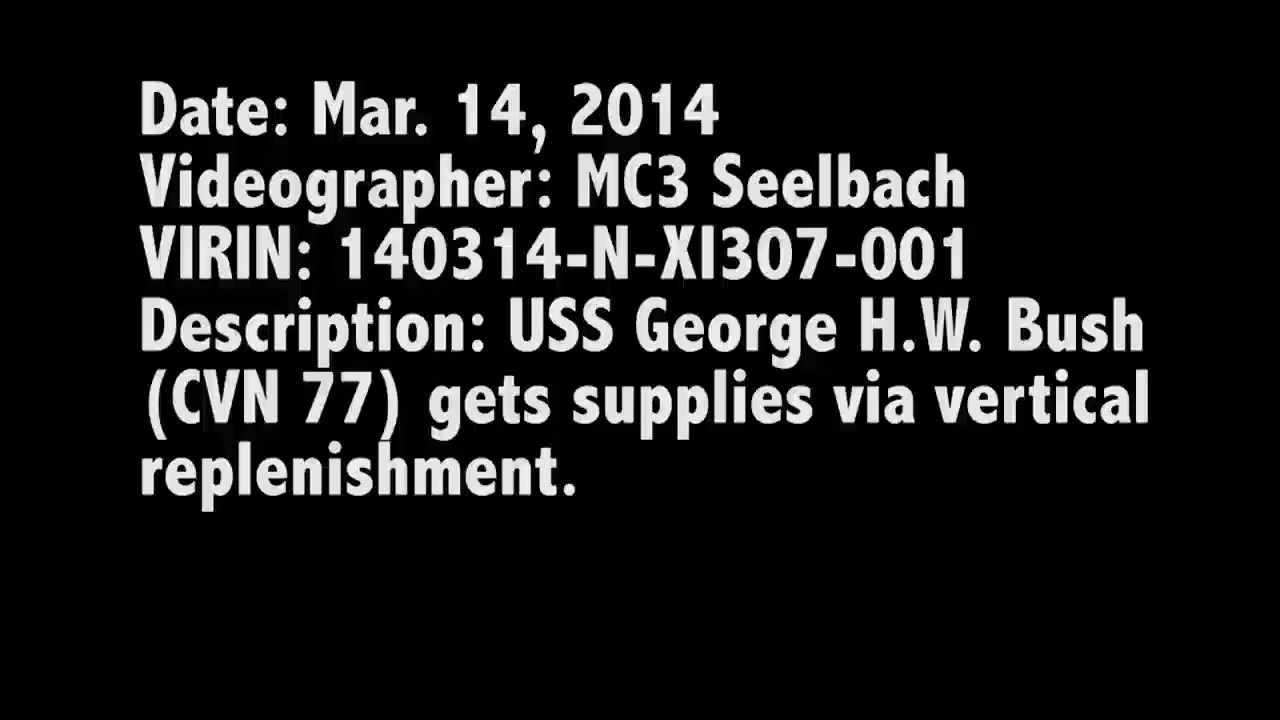 Date: Mar. 14, 2014
Videographer: MC3 Seelbach
VIRIN: 140314-N-XI307-001
Description: USS George H.W. Bush
(CVN 77) gets supplies via vertical
replenishment.